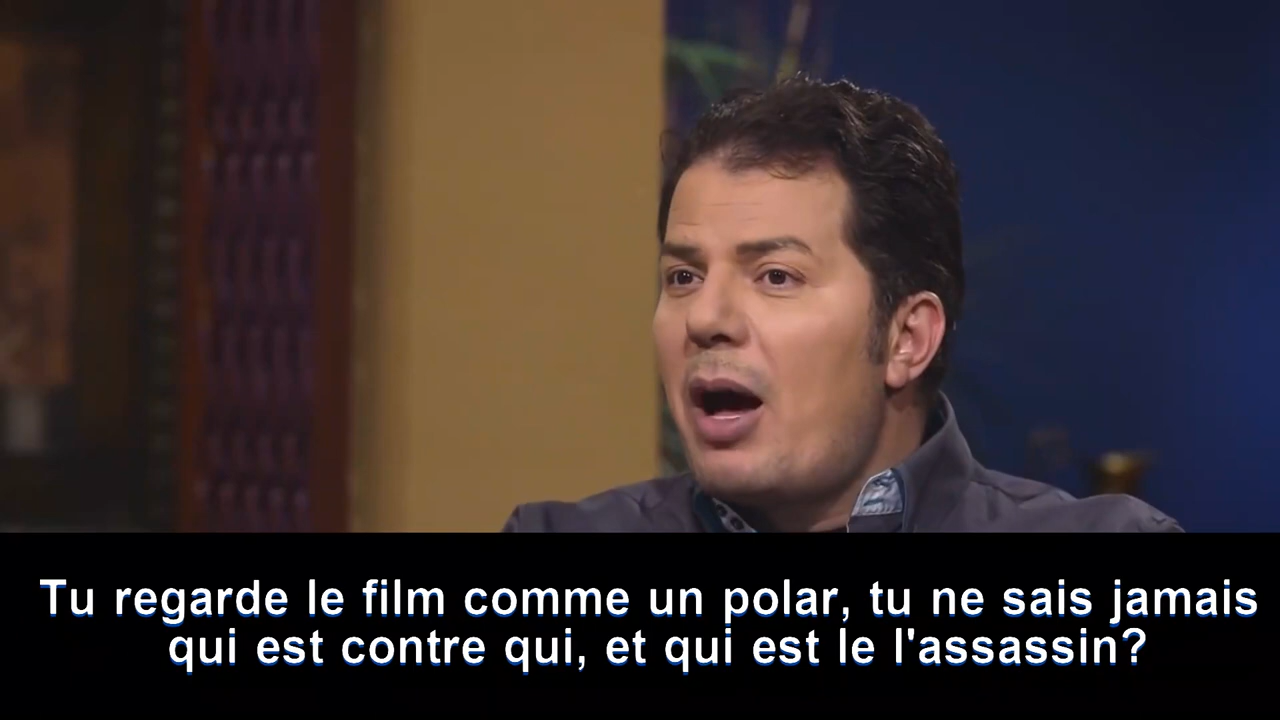 Tu regarde le film comme un polar, tu ne sais jamais
qui est contre qui, et qui est le l'assassin?